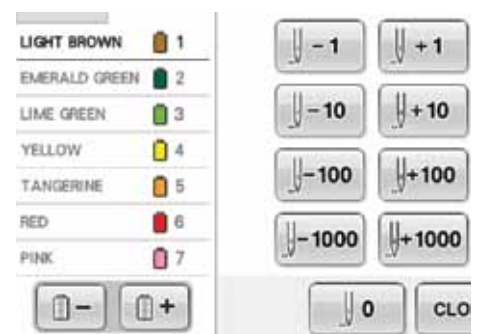 LIGHT BROWN 1
EMERALD GREEN 2
LIME GREEN 3
YELLOW 4
TANGERINE 5
RED 6
PINK 7
-1 +1
-10 +10
-100 +100
-1000 +1000
- + 0 CLO